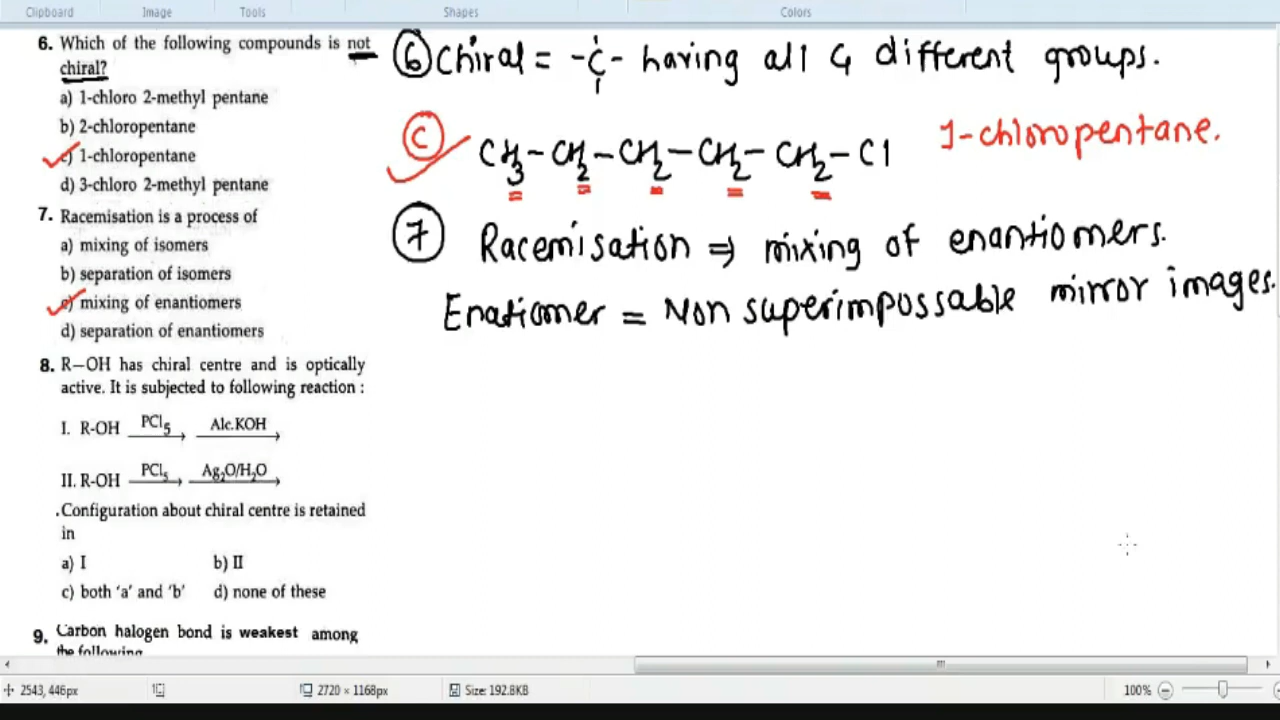 Clipboard Image Tools Shapes Colors
6. Which of the following compounds is not
chiral?
a) 1-chloro 2-methyl pentane
b) 2-chloropentane
c) 1-chloropentane
d) 3-chloro 2-methyl pentane
7. Racemisation is a process of
a) mixing of isomers
b) separation of isomers
c) mixing of enantiomers
d) separation of enantiomers
8. R—OH has chiral centre and is optically
active. It is subjected to following reaction :
I. R-OH PCl5 Alc.KOH
II. R-OH PCl5 Ag2O/H2O
.Configuration about chiral centre is retained
in
a) I b) II
c) both 'a' and 'b' d) none of these
9. Carbon halogen bond is weakest among
the following
6 Chiral = -C- having all 4 different groups.
C CH3-CH2-CH2-CH2-CH2-Cl 1-chloropentane.
7 Racemisation ⇒ mixing of enantiomers.
Enatiomer = Non superimpossable mirror images.
2543, 446px 2720 × 1168px Size: 192.8KB 100%